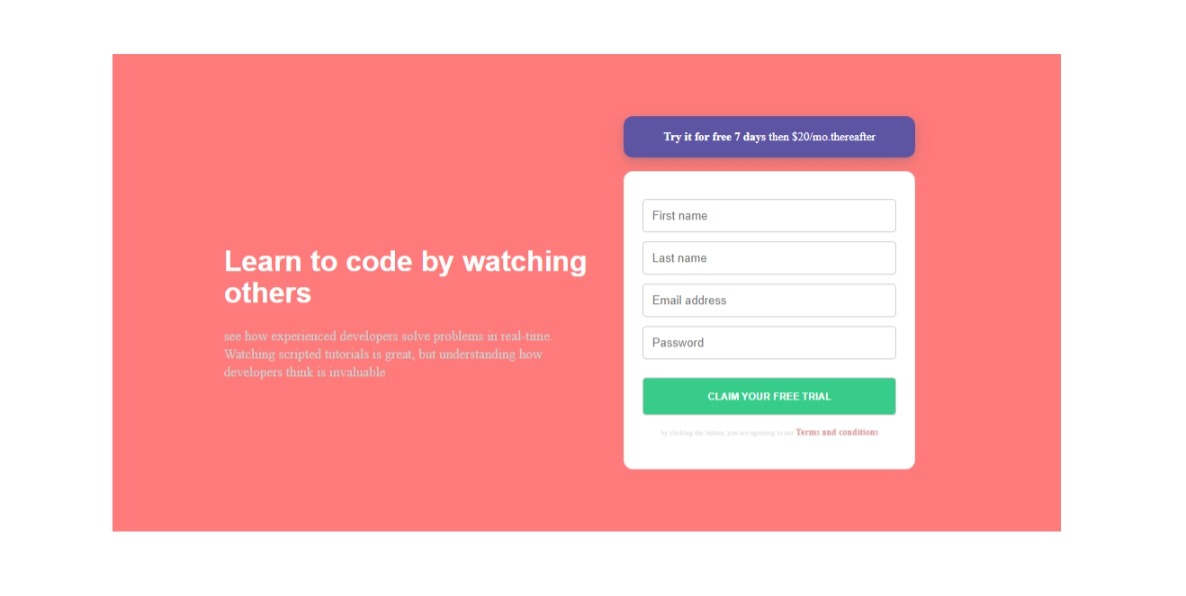 Learn to code by watching
others
see how experienced developers solve problems in real-time.
Watching scripted tutorials is great, but understanding how
developers think is invaluable
Try it for free 7 days then $20/mo.thereafter
First name
Last name
Email address
Password
CLAIM YOUR FREE TRIAL
by clicking the button, you are agreeing to our Terms and conditions